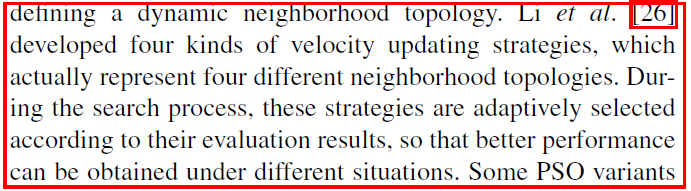 defining a dynamic neighborhood topology. Li et al. [26]
developed four kinds of velocity updating strategies, which
actually represent four different neighborhood topologies. Dur-
ing the search process, these strategies are adaptively selected
according to their evaluation results, so that better performance
can be obtained under different situations. Some PSO variants